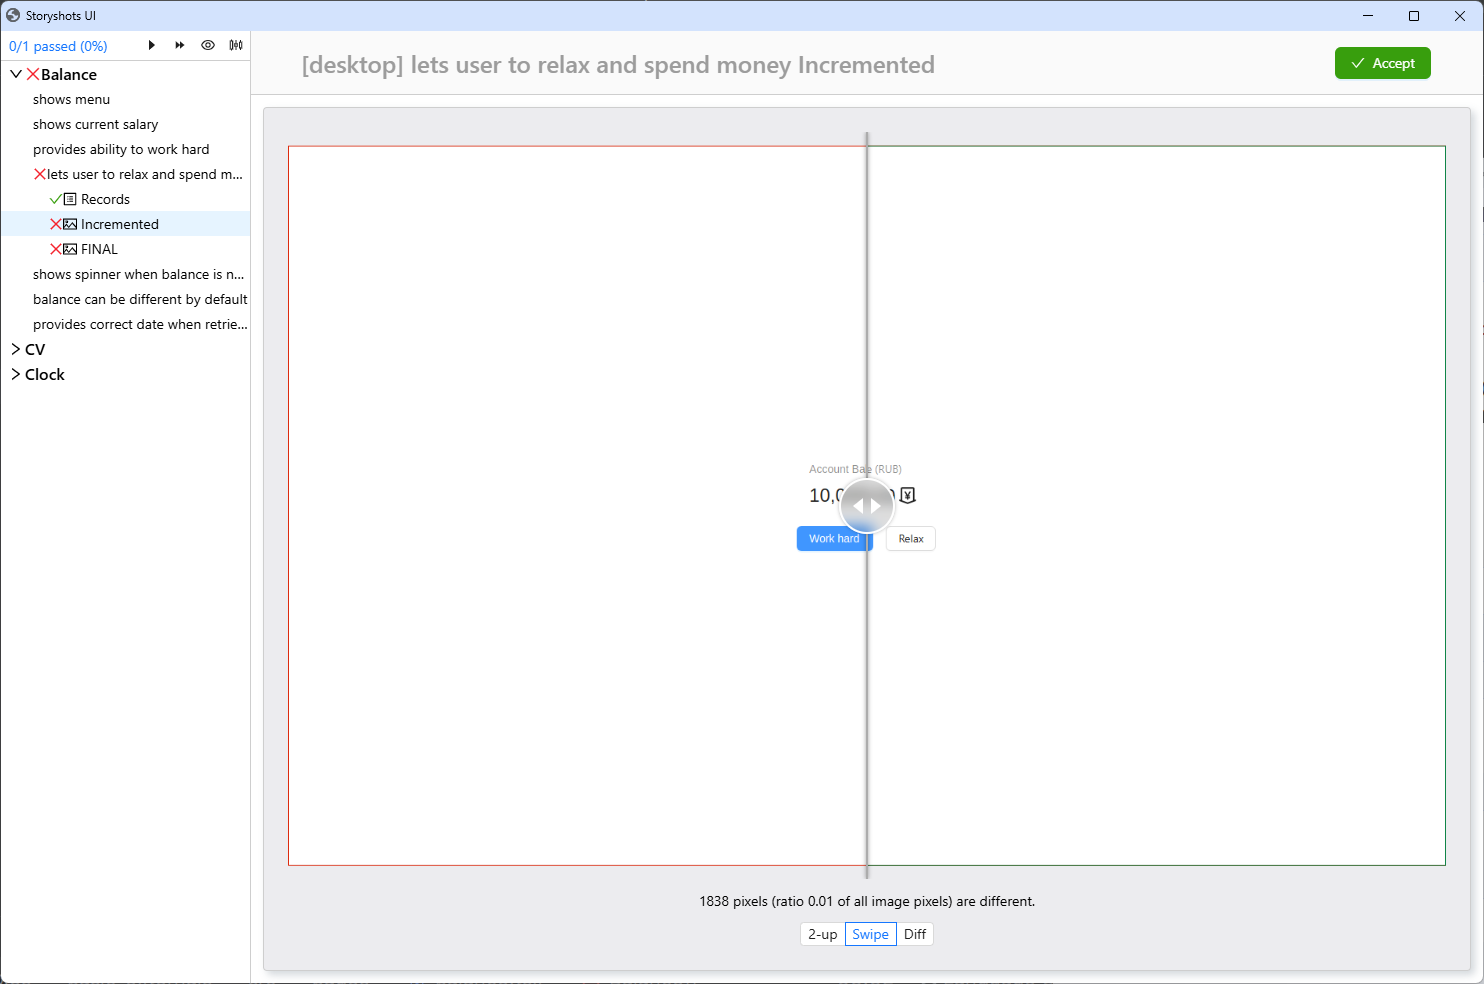 Storyshots UI
0/1 passed (0%)
Balance
shows menu
shows current salary
provides ability to work hard
lets user to relax and spend m...
Records
Incremented
FINAL
shows spinner when balance is n...
balance can be different by default
provides correct date when retrie...
CV
Clock
[desktop] lets user to relax and spend money Incremented
Accept
Account Ba (RUB)
10,0
Work hard
Relax
1838 pixels (ratio 0.01 of all image pixels) are different.
2-up
Swipe
Diff